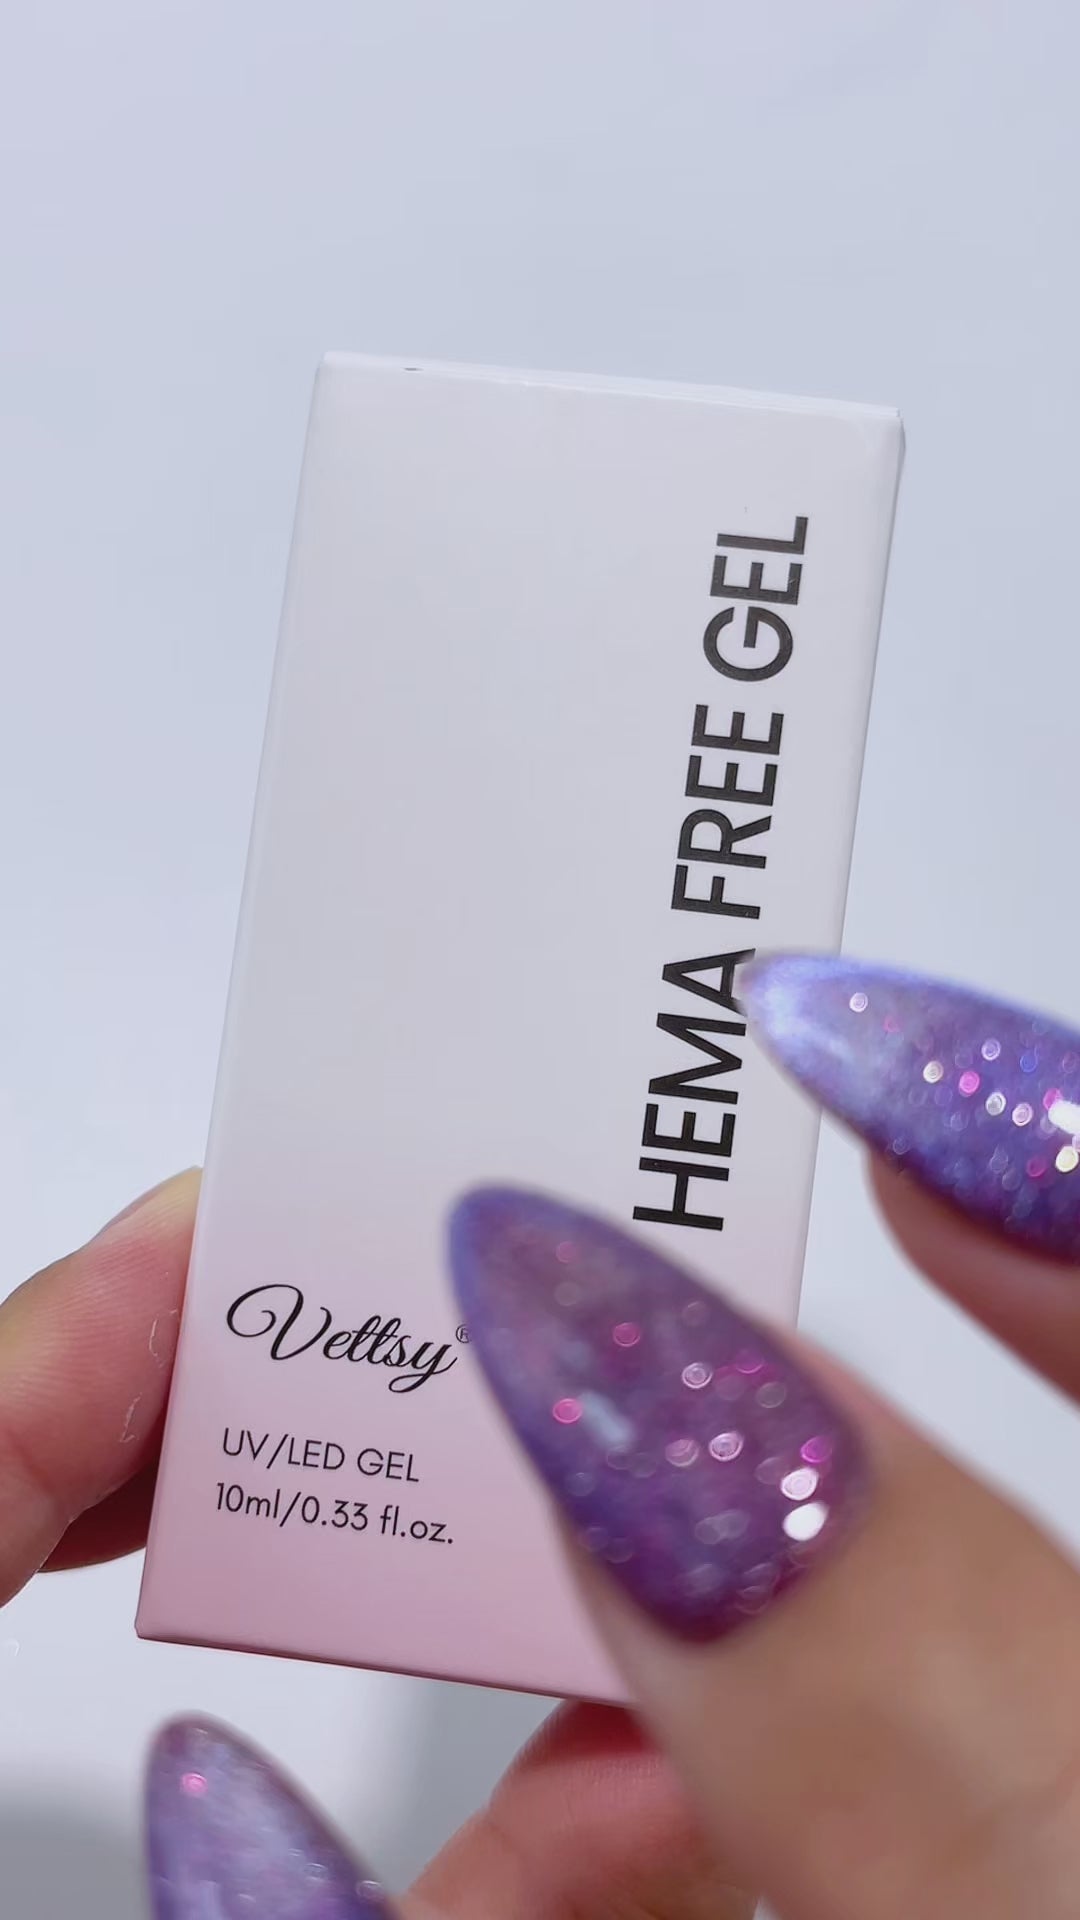 HEMA FREE GEL
Vettsy®
UV/LED GEL
10ml/0.33 fl.oz.